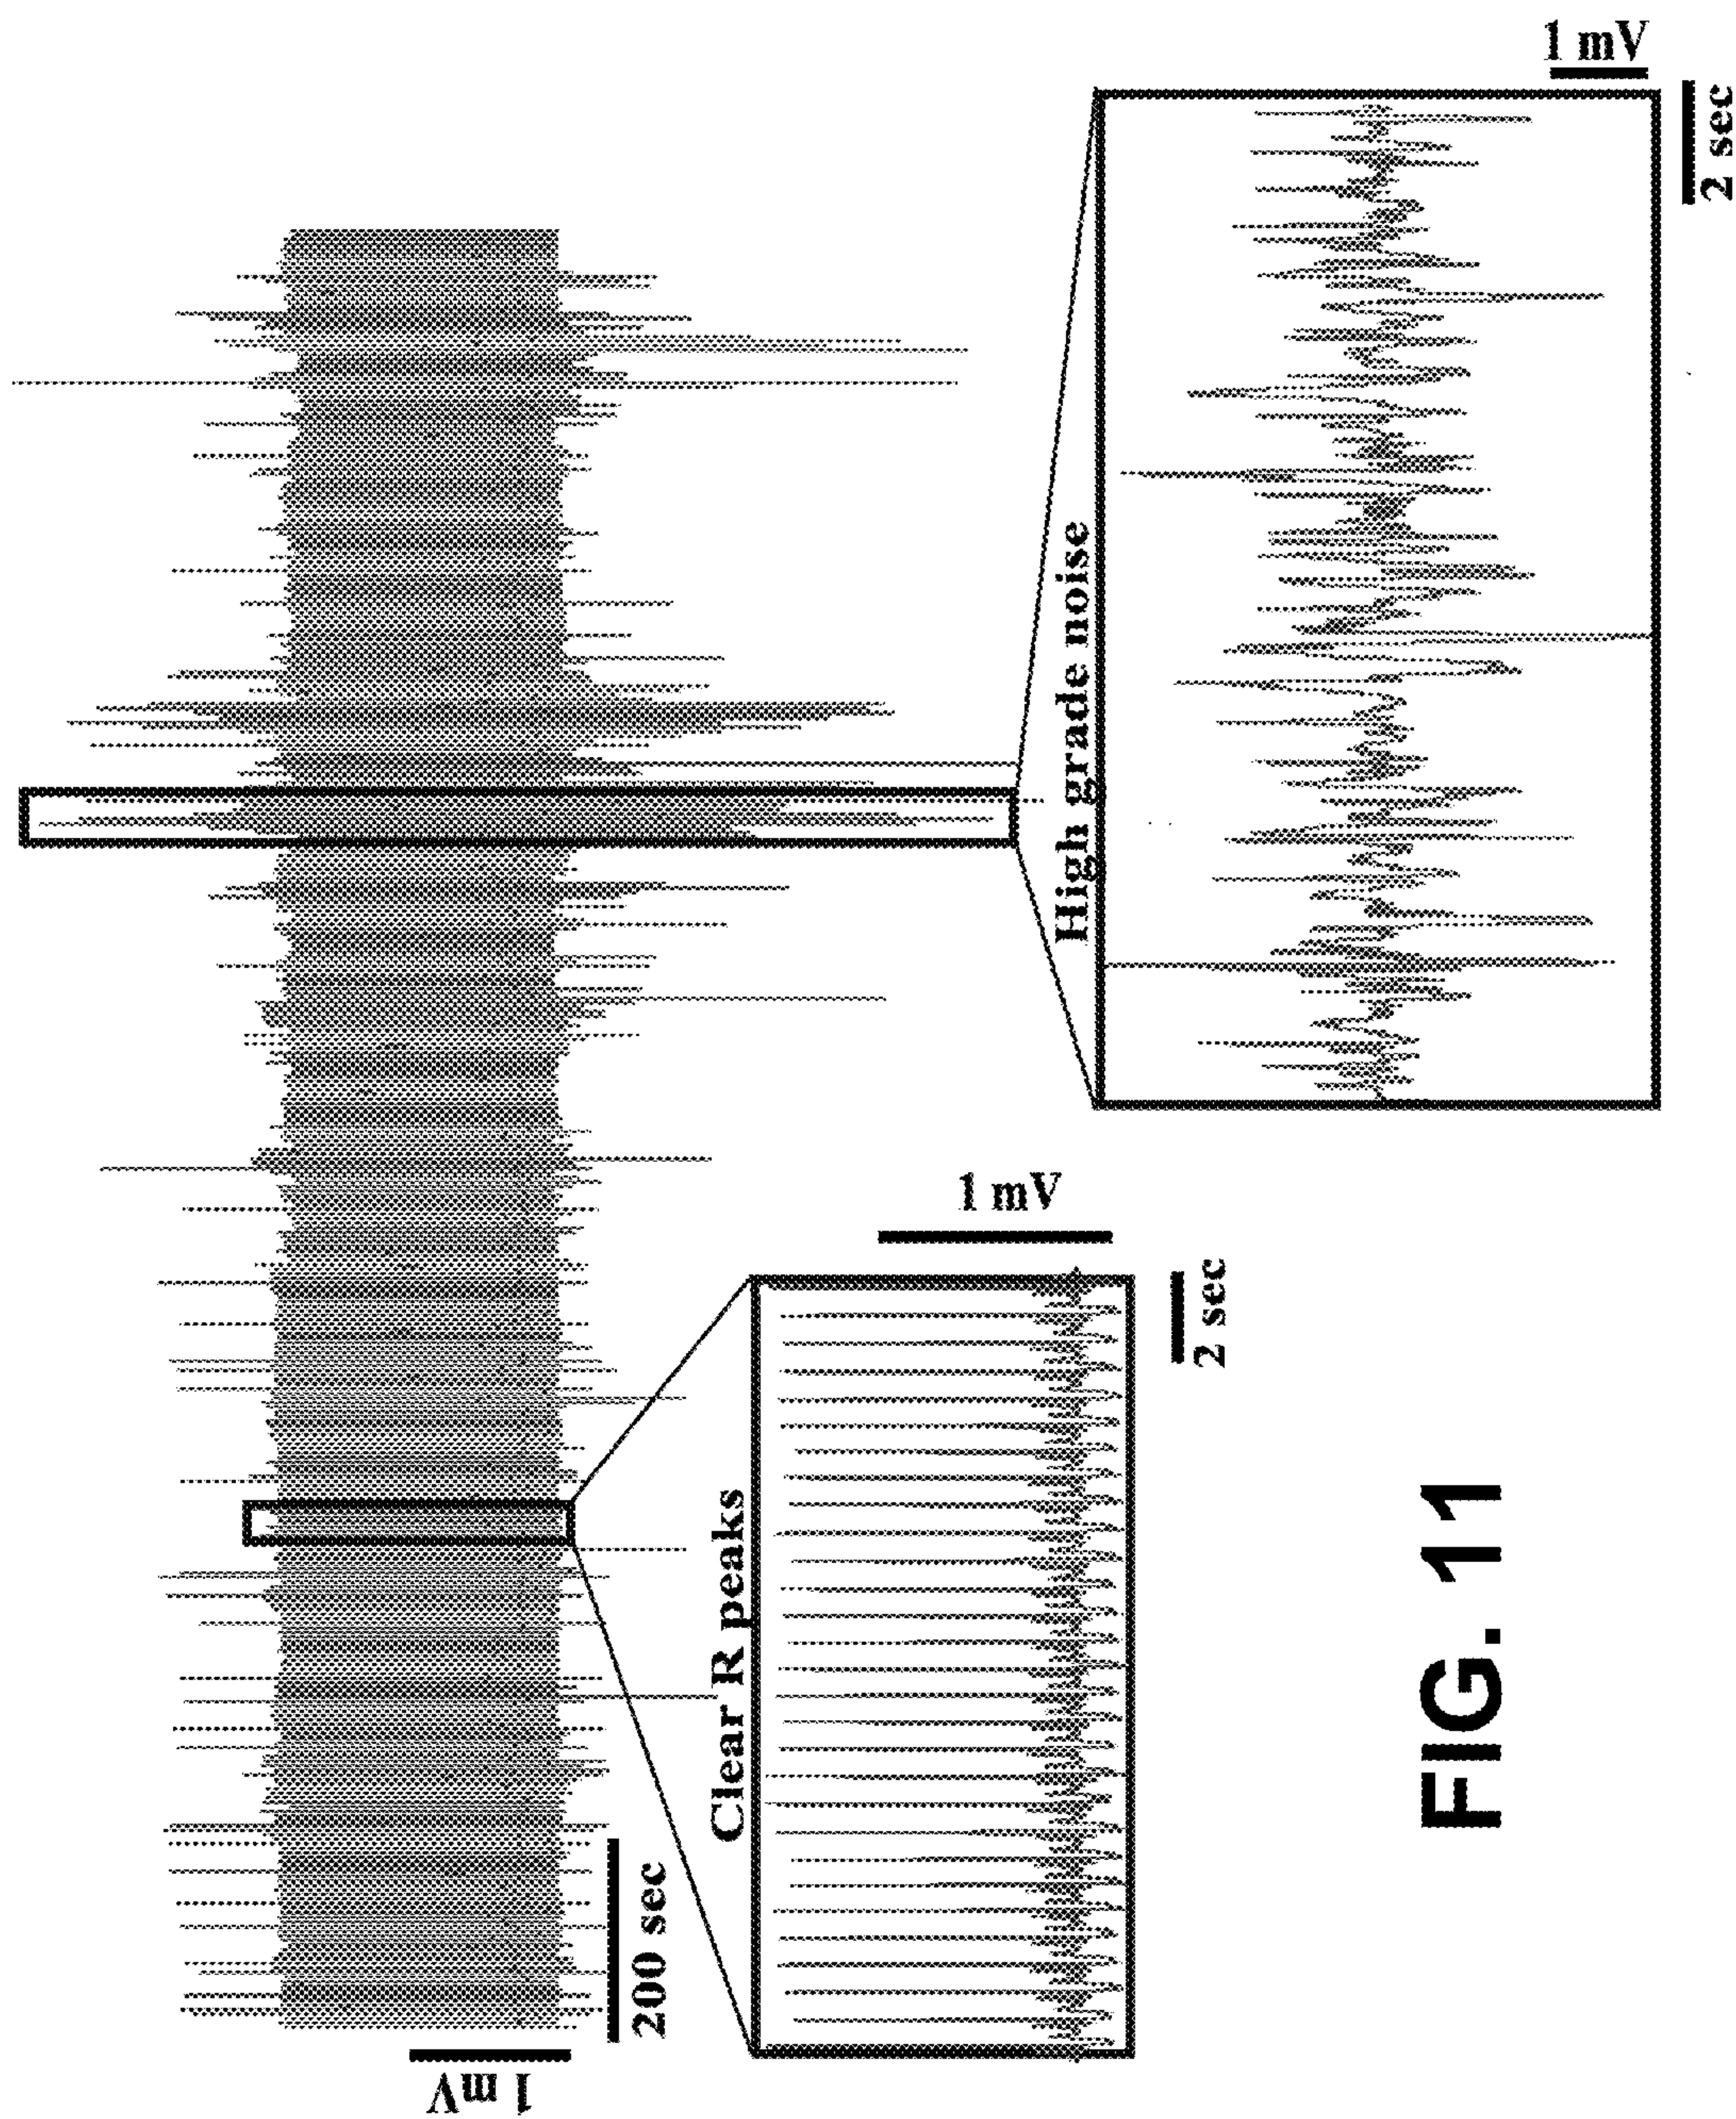 1 mV
200 sec
Clear R peaks
1 mV
2 sec
High grade noise
1 mV
2 sec
FIG. 11